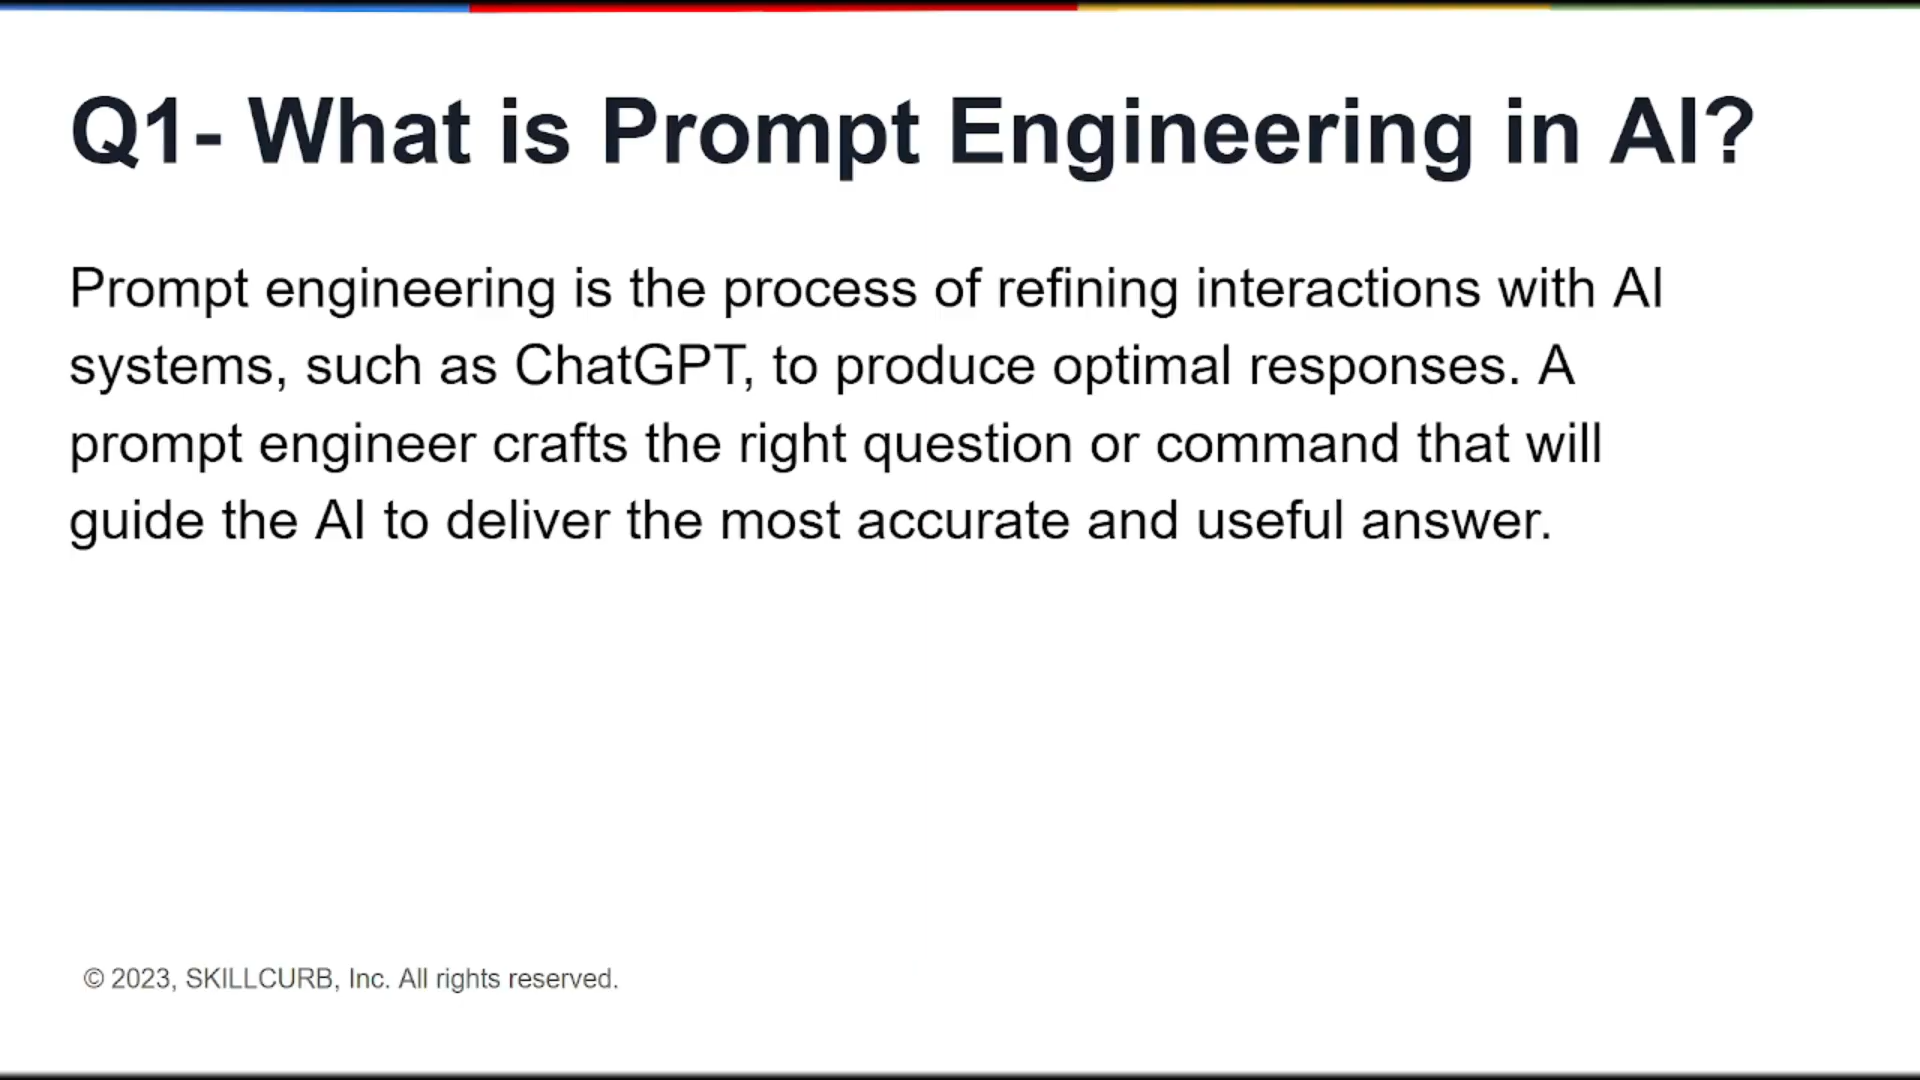 Q1- What is Prompt Engineering in AI?
Prompt engineering is the process of refining interactions with AI
systems, such as ChatGPT, to produce optimal responses. A
prompt engineer crafts the right question or command that will
guide the AI to deliver the most accurate and useful answer.
© 2023, SKILLCURB, Inc. All rights reserved.